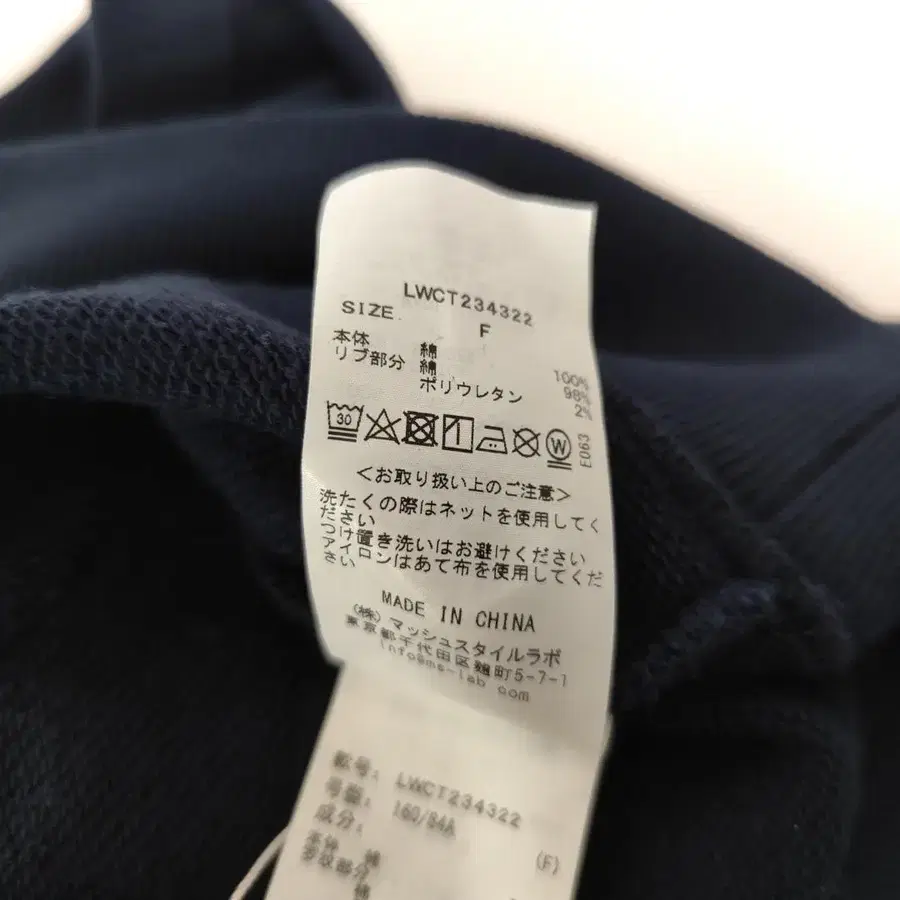 LWCT234322
SIZE F
本体 綿 100%
リブ部分 綿 98%
ポリウレタン 2%
30 W E063
<お取り扱い上のご注意>
洗たくの際はネットを使用してく
ださい
つけ置き洗いはお避けください
アイロンはあて布を使用してくだ
さい
MADE IN CHINA
(株)マッシュスタイルラボ
東京都千代田区麹町5-7-1
info@ms-lab.com
款号: LWCT234322
号型: 160/84A (F)
成分:
本体 棉